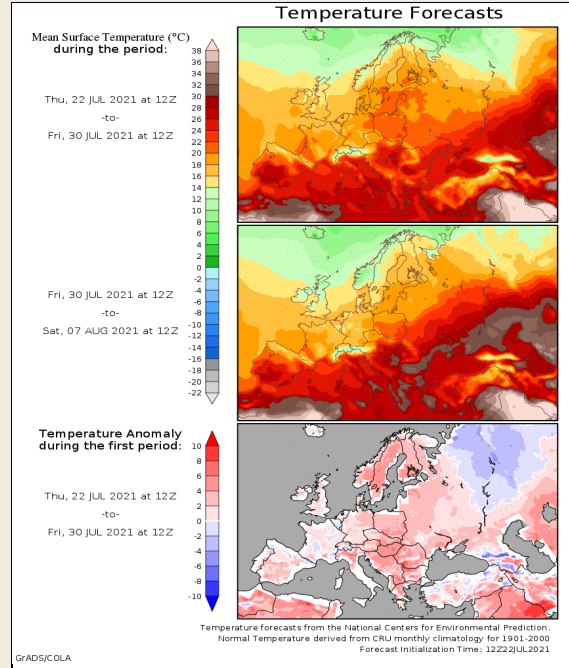 Temperature Forecasts
Mean Surface Temperature (°C)
during the period:
Thu, 22 JUL 2021 at 12Z
-to-
Fri, 30 JUL 2021 at 12Z
38
36
34
32
30
28
26
24
22
20
18
16
14
12
10
8
6
4
2
0
-2
-4
-6
-8
-10
-12
-14
-16
-18
-20
-22
Fri, 30 JUL 2021 at 12Z
-to-
Sat, 07 AUG 2021 at 12Z
Temperature Anomaly
during the first period:
Thu, 22 JUL 2021 at 12Z
-to-
Fri, 30 JUL 2021 at 12Z
10
8
6
4
2
0
-2
-4
-6
-8
-10
Temperature forecasts from the National Centers for Environmental Prediction.
Normal Temperature derived from CRU monthly climatology for 1901-2000
Forecast Initialization Time: 12Z22JUL2021
GrADS/COLA